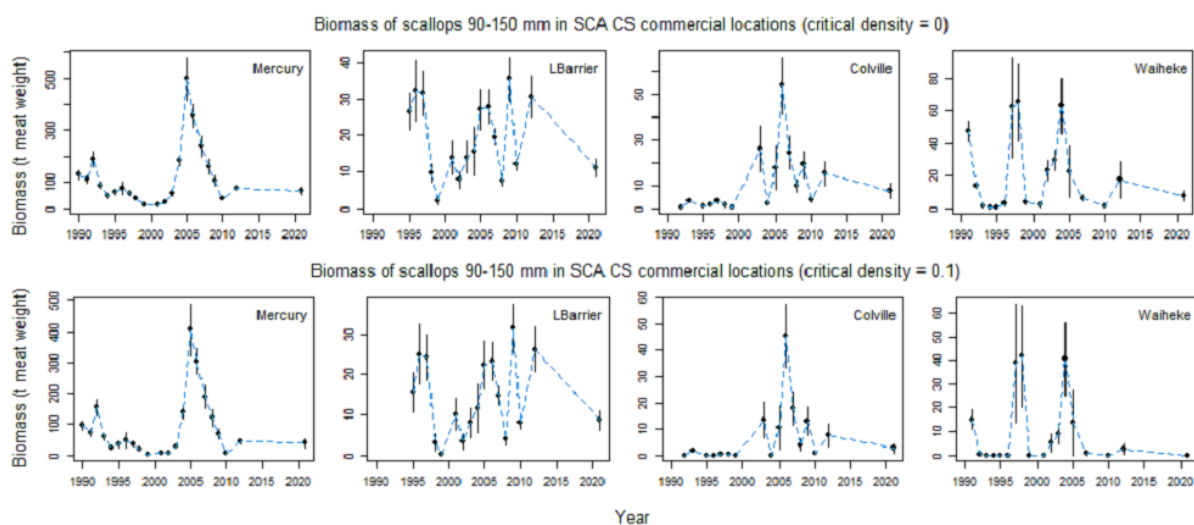 Biomass of scallops 90-150 mm in SCA CS commercial locations (critical density = 0)
Biomass (t meat weight)
Mercury
0 100 300 500
1990 1995 2000 2005 2010 2015 2020
LBarrier
0 10 20 30 40
1990 1995 2000 2005 2010 2015 2020
Colville
0 10 30 50
1990 1995 2000 2005 2010 2015 2020
Waiheke
0 20 40 60 80
1990 1995 2000 2005 2010 2015 2020
Biomass of scallops 90-150 mm in SCA CS commercial locations (critical density = 0.1)
Biomass (t meat weight)
Mercury
0 100 200 300 400 500
1990 1995 2000 2005 2010 2015 2020
LBarrier
0 10 20 30
1990 1995 2000 2005 2010 2015 2020
Colville
0 10 20 30 40 50 60
1990 1995 2000 2005 2010 2015 2020
Waiheke
0 10 20 30 40 50 60
1990 1995 2000 2005 2010 2015 2020
Year